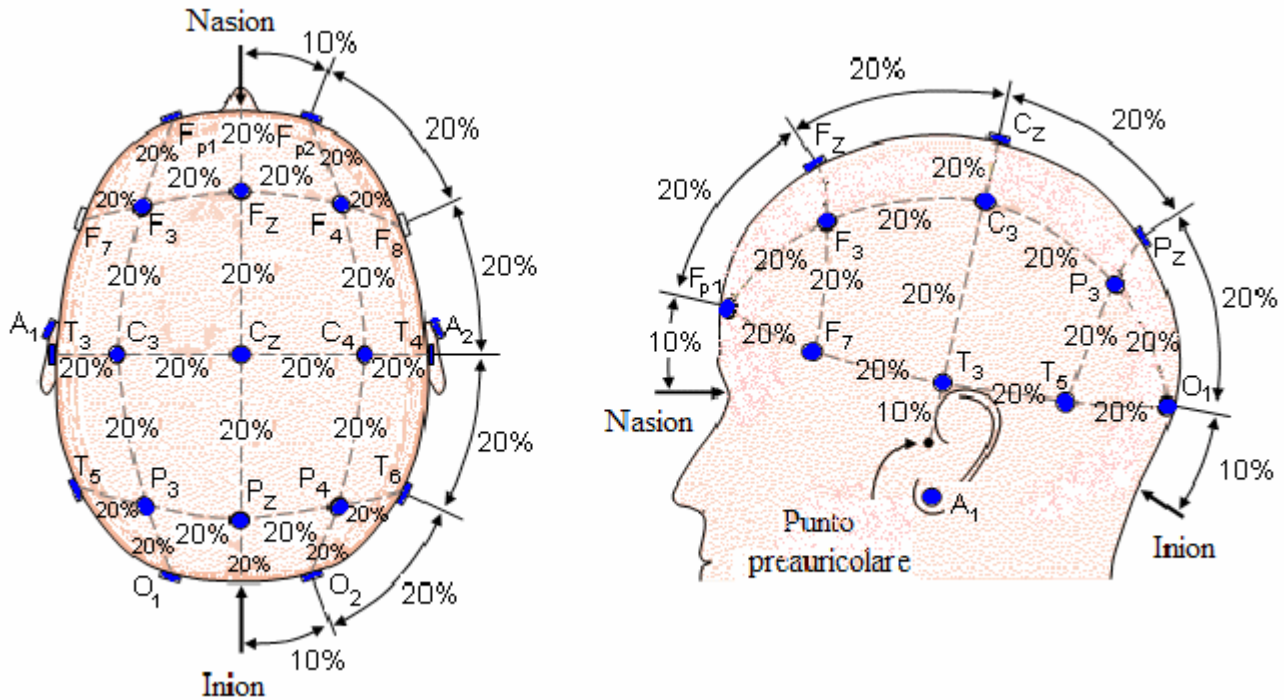 Nasion
10%
20%
Fp1 20% Fp2
20% 20%
20% 20%
20% 20%
F3 Fz F4
F7 F8
20% 20% 20%
20%
A1 T3 C3 Cz C4 T4 A2
20% 20% 20% 20%
20% 20% 20%
20%
T5 P3 Pz P4 T6
20% 20% 20% 20%
20% 20% 20%
O1 O2
20%
10%
Inion
20%
20%
Fz Cz
20%
20%
20%
F3 C3
20%
Pz
Fp1 20% 20% P3
20% 20%
20%
10%
20% F7 20%
20% T3 T5 O1
20% 20%
Nasion
10%
10%
A1
Punto
preauricolare
Inion